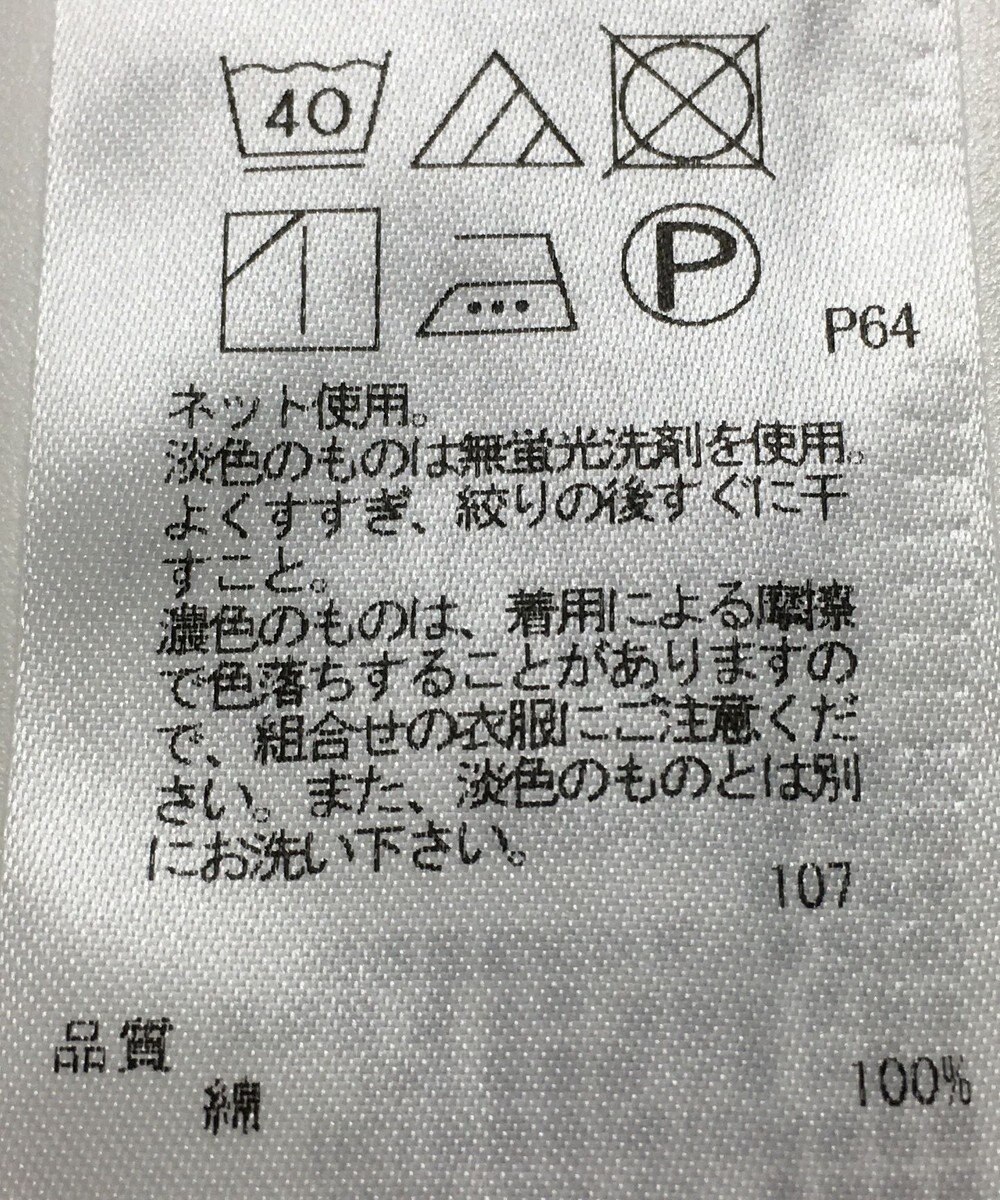 40
P
P64
ネット使用。
淡色のものは無蛍光洗剤を使用。
よくすすぎ、絞りの後すぐに干
すこと。
濃色のものは、着用による摩擦
で色落ちすることがありますの
で、組合せの衣服にご注意くだ
さい。また、淡色のものとは別
にお洗い下さい。
107
品質
綿 100%